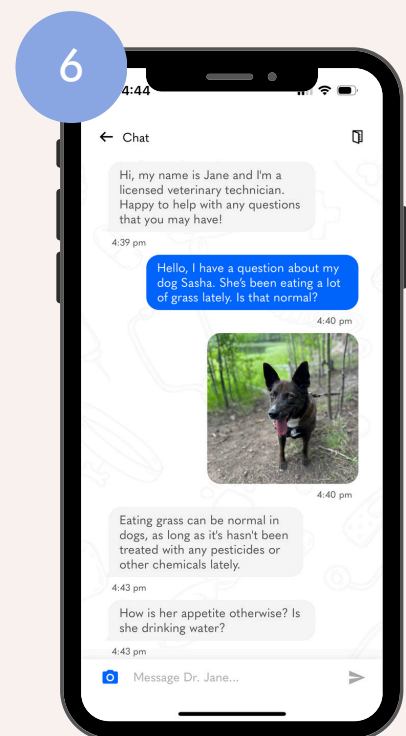 6
4:44
Chat
Hi, my name is Jane and I'm a
licensed veterinary technician.
Happy to help with any questions
that you may have!
4:39 pm
Hello, I have a question about my
dog Sasha. She's been eating a lot
of grass lately. Is that normal?
4:40 pm
4:40 pm
Eating grass can be normal in
dogs, as long as it's hasn't been
treated with any pesticides or
other chemicals lately.
4:43 pm
How is her appetite otherwise? Is
she drinking water?
4:43 pm
Message Dr. Jane...